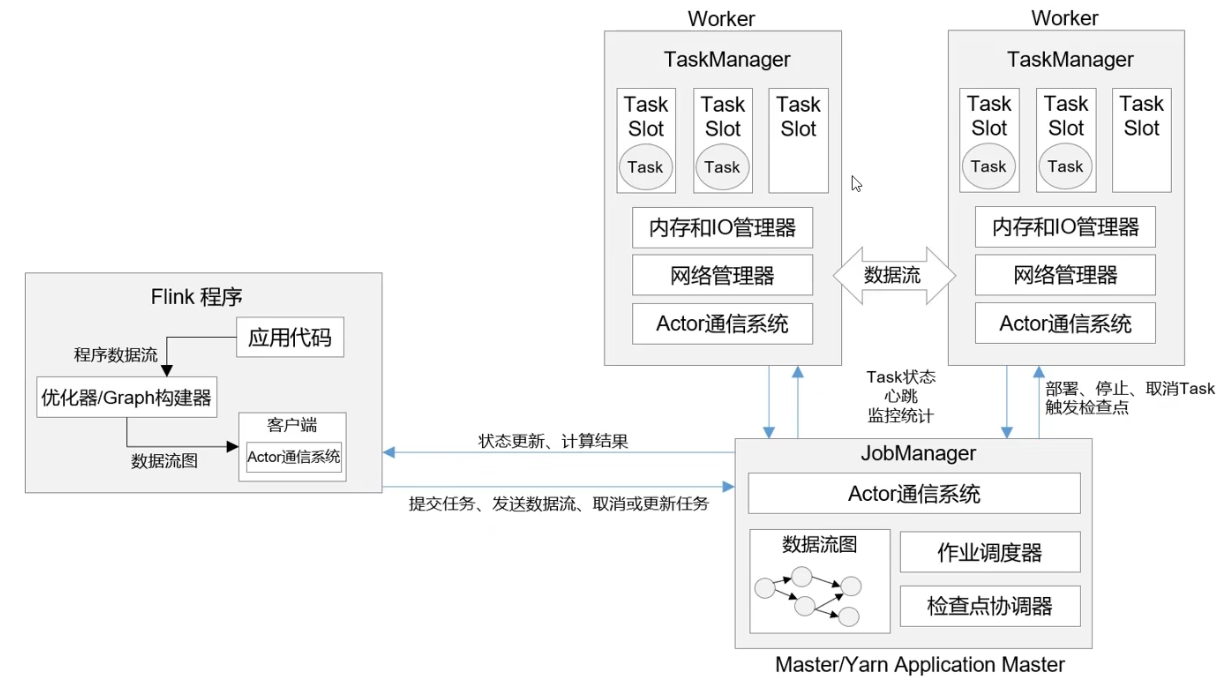 Worker
TaskManager
Task
Slot
Task
Task
Slot
Task
Task
Slot
内存和IO管理器
网络管理器
Actor通信系统
数据流
Worker
TaskManager
Task
Slot
Task
Task
Slot
Task
Task
Slot
内存和IO管理器
网络管理器
Actor通信系统
Flink 程序
应用代码
程序数据流
优化器/Graph构建器
数据流图
客户端
Actor通信系统
状态更新、计算结果
提交任务、发送数据流、取消或更新任务
Task状态
心跳
监控统计
部署、停止、取消Task
触发检查点
JobManager
Actor通信系统
数据流图
作业调度器
检查点协调器
Master/Yarn Application Master